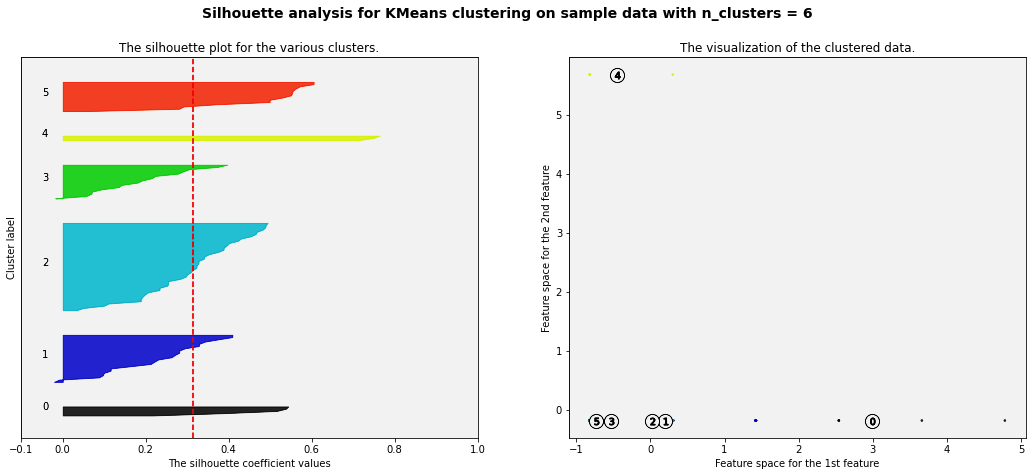 Silhouette analysis for KMeans clustering on sample data with n_clusters = 6
The silhouette plot for the various clusters.
5
4
3
2
1
0
Cluster label
−0.1 0.0 0.2 0.4 0.6 0.8 1.0
The silhouette coefficient values
The visualization of the clustered data.
4
5
4
3
2
1
0
5 3 2 1 0
Feature space for the 2nd feature
−1 0 1 2 3 4 5
Feature space for the 1st feature